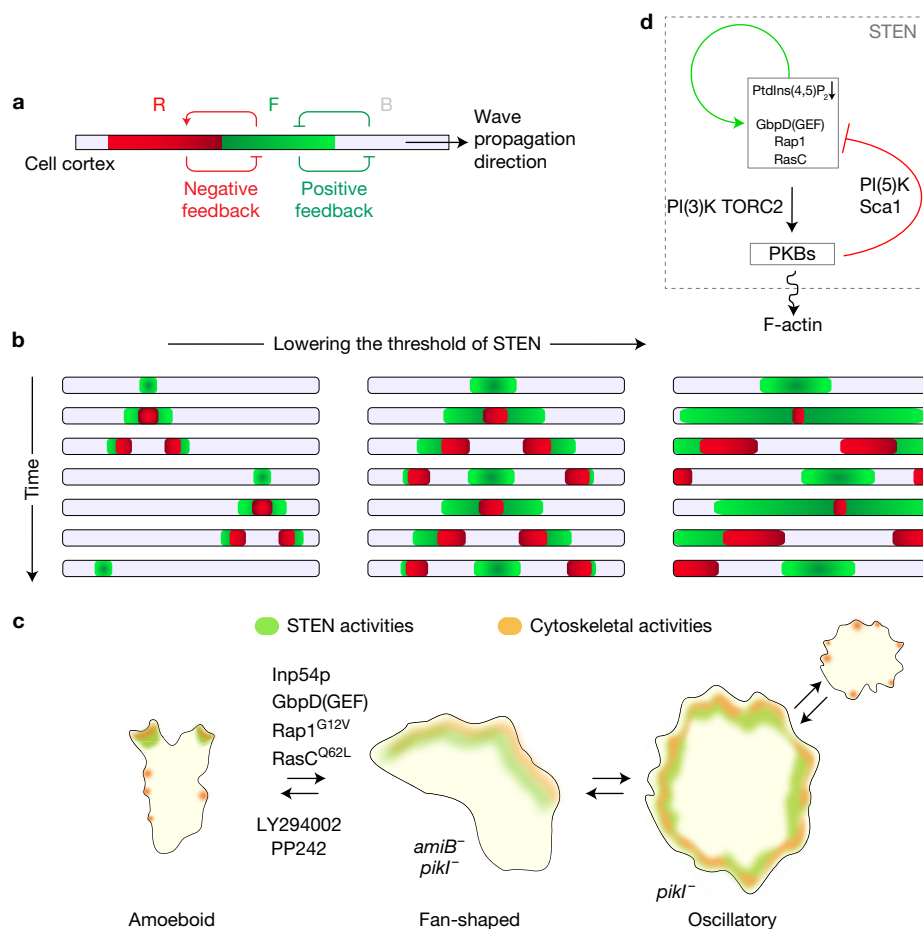 a
R F B
Cell cortex
Wave
propagation
direction
Negative
feedback
Positive
feedback
d
STEN
PtdIns(4,5)P2↓
GbpD(GEF)
Rap1
RasC
PI(3)K TORC2
PI(5)K
Sca1
PKBs
F-actin
b
Lowering the threshold of STEN
Time
c
STEN activities
Cytoskeletal activities
Inp54p
GbpD(GEF)
Rap1G12V
RasCQ62L
LY294002
PP242
amiB–
pikI–
pikI–
Amoeboid
Fan-shaped
Oscillatory